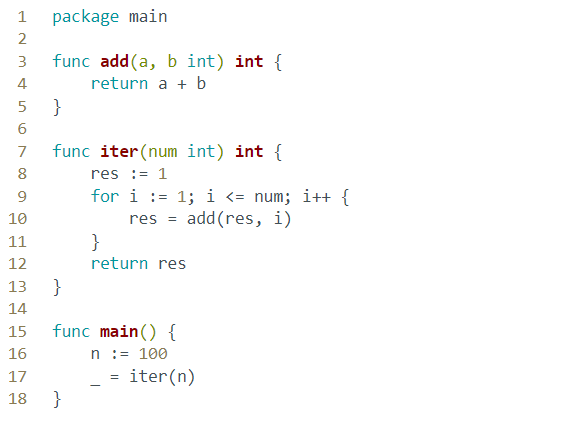 1 package main
2
3 func add(a, b int) int {
4     return a + b
5 }
6
7 func iter(num int) int {
8     res := 1
9     for i := 1; i <= num; i++ {
10         res = add(res, i)
11     }
12     return res
13 }
14
15 func main() {
16     n := 100
17     _ = iter(n)
18 }